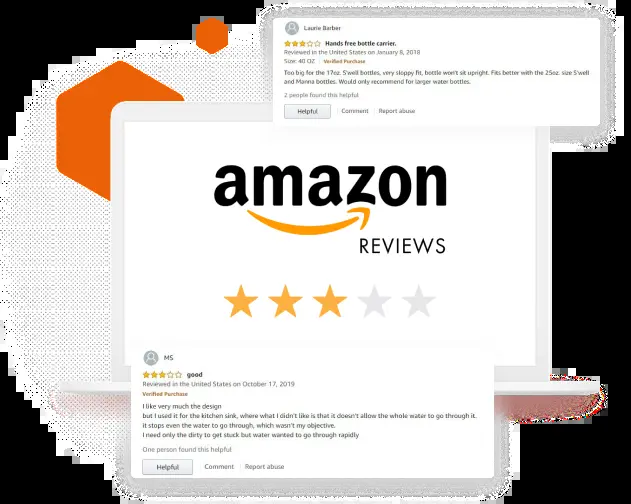 Laurie Barber
Hands free bottle carrier.
Reviewed in the United States on January 8, 2018
Size: 40 OZ Verified Purchase
Too big for the 17oz. S'well bottles, very sloppy fit, bottle won't sit upright. Fits better with the 25oz. size S'well
and Manna bottles. Would only recommend for larger water bottles.
2 people found this helpful
Helpful Comment Report abuse
amazon
REVIEWS
MS
good
Reviewed in the United States on October 17, 2019
Verified Purchase
I like very much the design
but I used it for the kitchen sink, where what I didn't like is that it doesn't allow the whole water to go through it.
it stops even the water to go through, which wasn't my objective.
I need only the dirty to get stuck but water wanted to go through rapidly
One person found this helpful
Helpful Comment Report abuse